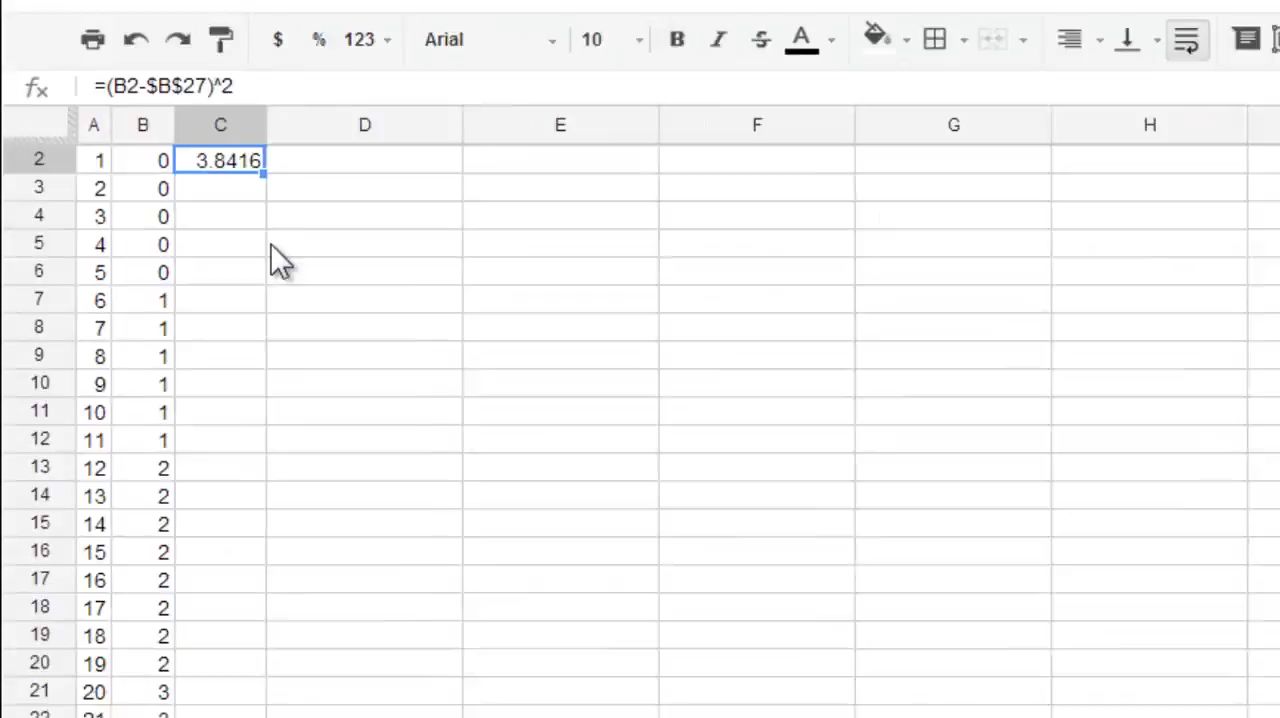 $ % 123 Arial 10 B I S A
fx =(B2-$B$27)^2
A B C D E F G H
2 1 0 3.8416
3 2 0
4 3 0
5 4 0
6 5 0
7 6 1
8 7 1
9 8 1
10 9 1
11 10 1
12 11 1
13 12 2
14 13 2
15 14 2
16 15 2
17 16 2
18 17 2
19 18 2
20 19 2
21 20 3